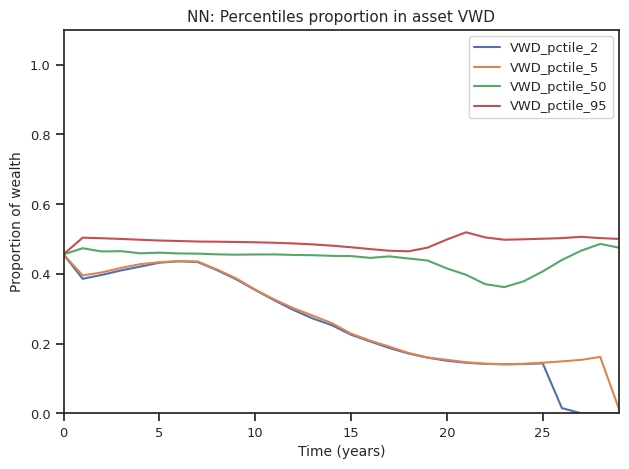 NN: Percentiles proportion in asset VWD
VWD_pctile_2
VWD_pctile_5
VWD_pctile_50
VWD_pctile_95
Proportion of wealth
1.0
0.8
0.6
0.4
0.2
0.0
0 5 10 15 20 25
Time (years)